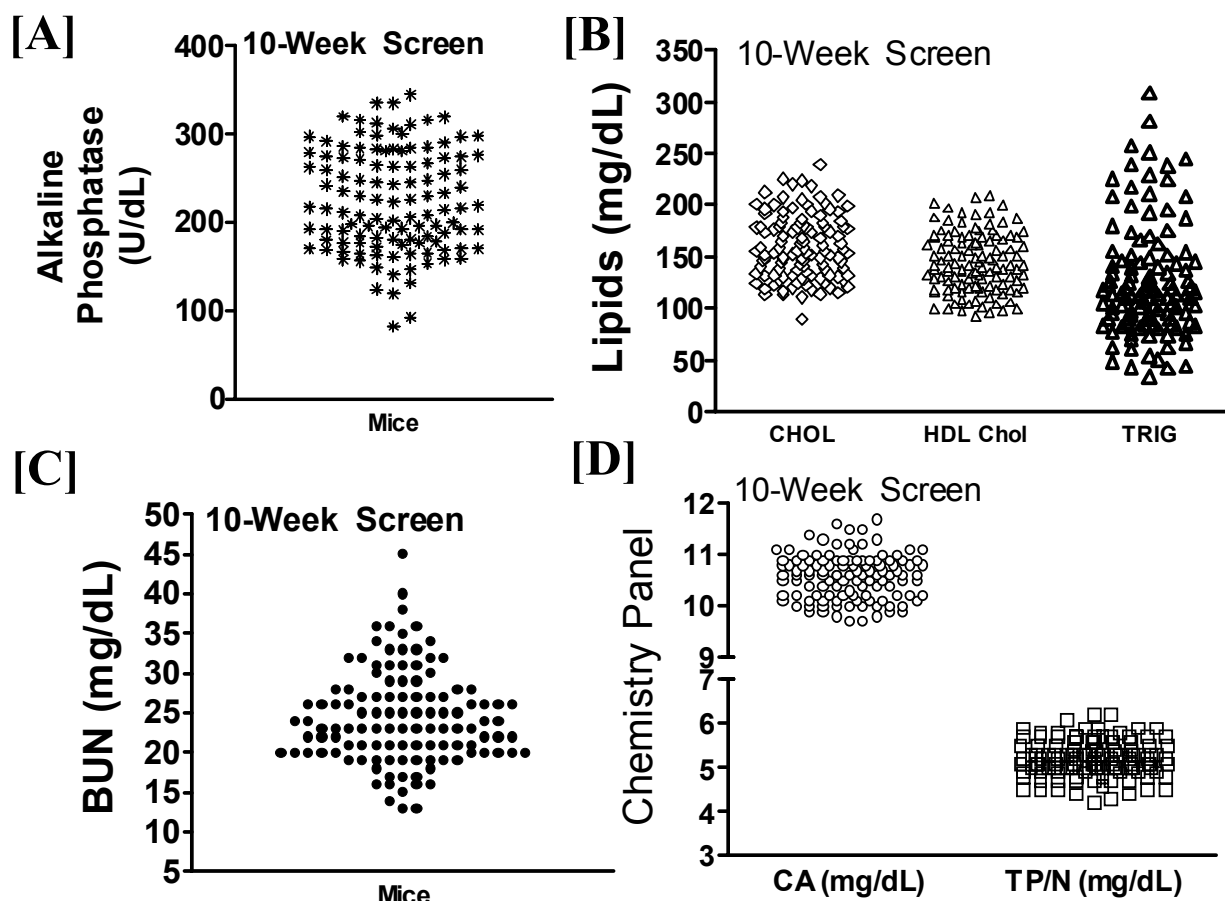 [A]
10-Week Screen
Alkaline
Phosphatase
(U/dL)
400
300
200
100
0
Mice
[B]
10-Week Screen
Lipids (mg/dL)
350
300
250
200
150
100
50
0
CHOL
HDL Chol
TRIG
[C]
10-Week Screen
BUN (mg/dL)
50
45
40
35
30
25
20
15
10
5
Mice
[D]
10-Week Screen
Chemistry Panel
12
11
10
9
7
6
5
4
3
CA (mg/dL)
TP/N (mg/dL)